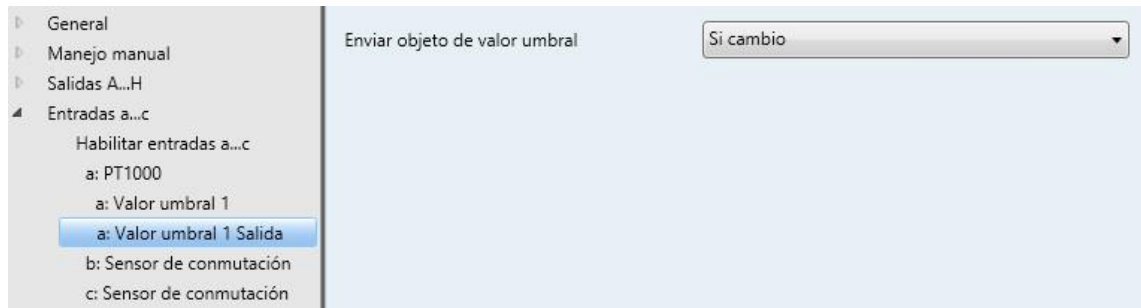 General
Manejo manual
Salidas A...H
Entradas a...c
Habilitar entradas a...c
a: PT1000
a: Valor umbral 1
a: Valor umbral 1 Salida
b: Sensor de conmutación
c: Sensor de conmutación
Enviar objeto de valor umbral
Si cambio